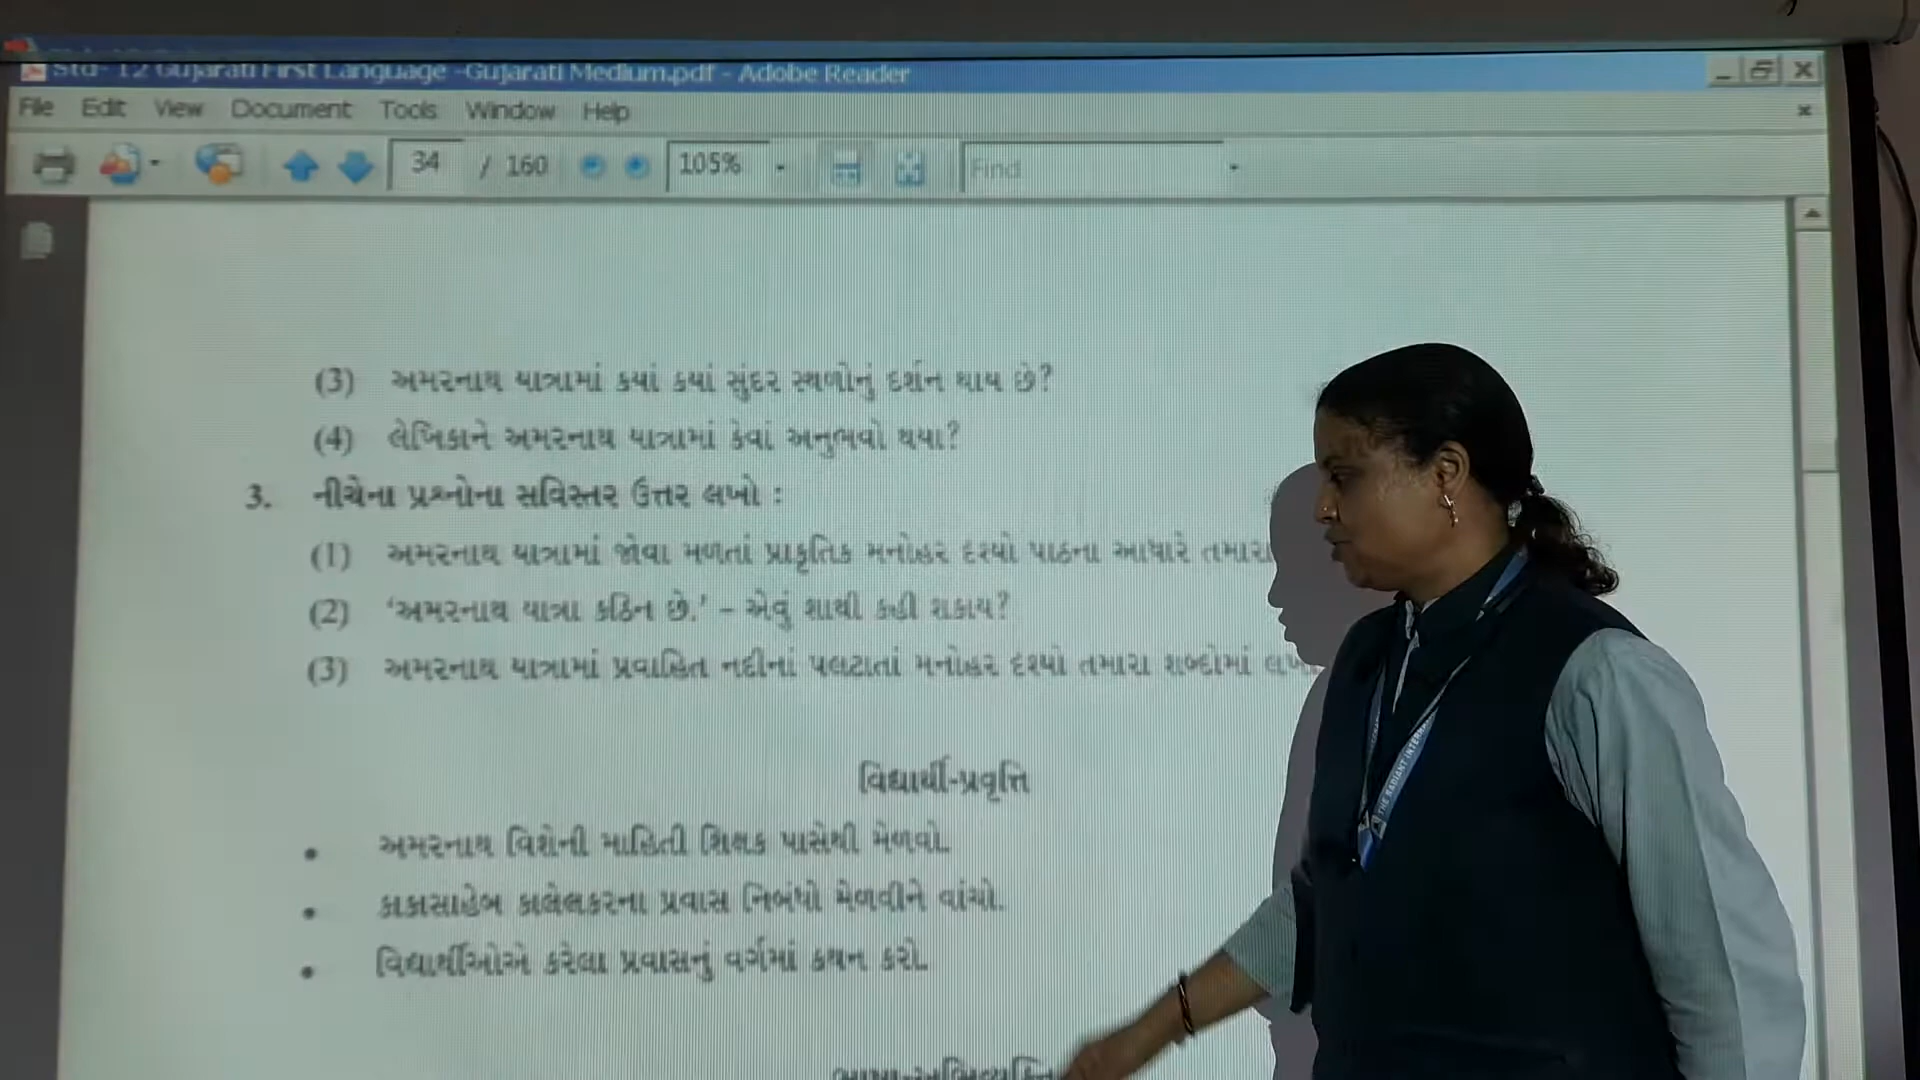 Std- 12 Gujarati First Language -Gujarati Medium.pdf - Adobe Reader
File Edit View Document Tools Window Help
34 / 160 105% Find
(3) અમરનાથ યાત્રામાં કયાં કયાં સુંદર સ્થળોનું દર્શન થાય છે?
(4) લેખિકાને અમરનાથ યાત્રામાં કેવાં અનુભવો થયા?
3. નીચેના પ્રશ્નોના સવિસ્તર ઉત્તર લખો :
(1) અમરનાથ યાત્રામાં જોવા મળતાં પ્રાકૃતિક મનોહર દૃશ્યો પાઠના આધારે તમારા
(2) ‘અમરનાથ યાત્રા કઠિન છે.’ – એવું શાથી કહી શકાય?
(3) અમરનાથ યાત્રામાં પ્રવાહિત નદીનાં પલટાતાં મનોહર દૃશ્યો તમારા શબ્દોમાં
વિદ્યાર્થી-પ્રવૃત્તિ
• અમરનાથ વિશેની માહિતી શિક્ષક પાસેથી મેળવો.
• કાકાસાહેબ કાલેલકરના પ્રવાસ નિબંધો મેળવીને વાંચો.
• વિદ્યાર્થીઓએ કરેલા પ્રવાસનું વર્ગમાં કથન કરો.
THE RADIANT